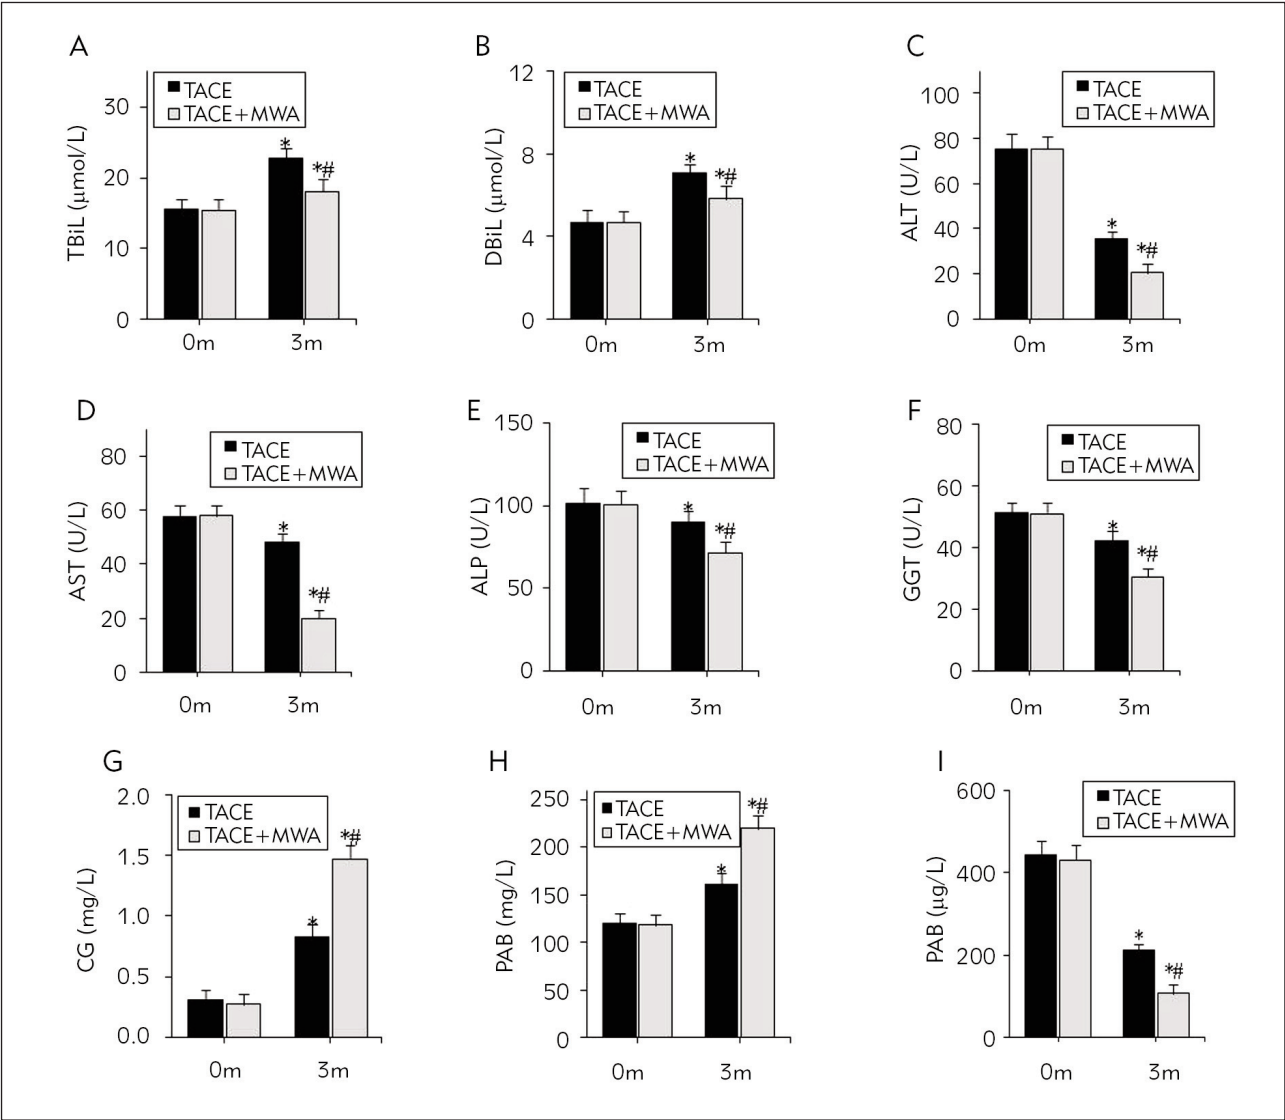 A
TBiL (μmol/L)
30
20
10
0
TACE
TACE+MWA
*
*#
0m
3m
B
DBiL (μmol/L)
12
8
4
0
TACE
TACE+MWA
*
*#
0m
3m
C
ALT (U/L)
100
80
60
40
20
0
TACE
TACE+MWA
*
*#
0m
3m
D
AST (U/L)
80
60
40
20
0
TACE
TACE+MWA
*
*#
0m
3m
E
ALP (U/L)
150
100
50
0
TACE
TACE+MWA
*
*#
0m
3m
F
GGT (U/L)
80
60
40
20
0
TACE
TACE+MWA
*
*#
0m
3m
G
CG (mg/L)
2.0
1.5
1.0
0.5
0.0
TACE
TACE+MWA
*
*#
0m
3m
H
PAB (mg/L)
250
200
150
100
50
0
TACE
TACE+MWA
*
*#
0m
3m
I
PAB (μg/L)
600
400
200
0
TACE
TACE+MWA
*
*#
0m
3m